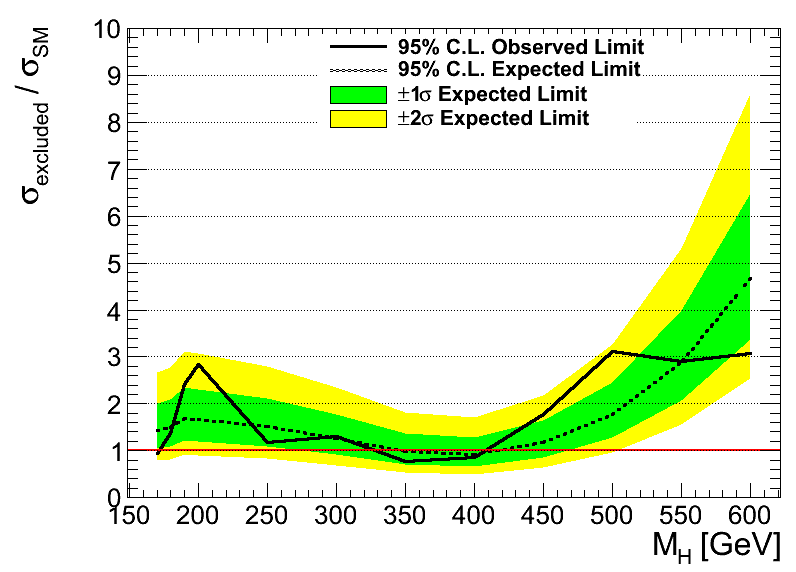 σexcluded / σSM
10
9
8
7
6
5
4
3
2
1
0
95% C.L. Observed Limit
95% C.L. Expected Limit
±1σ Expected Limit
±2σ Expected Limit
150 200 250 300 350 400 450 500 550 600
MH [GeV]